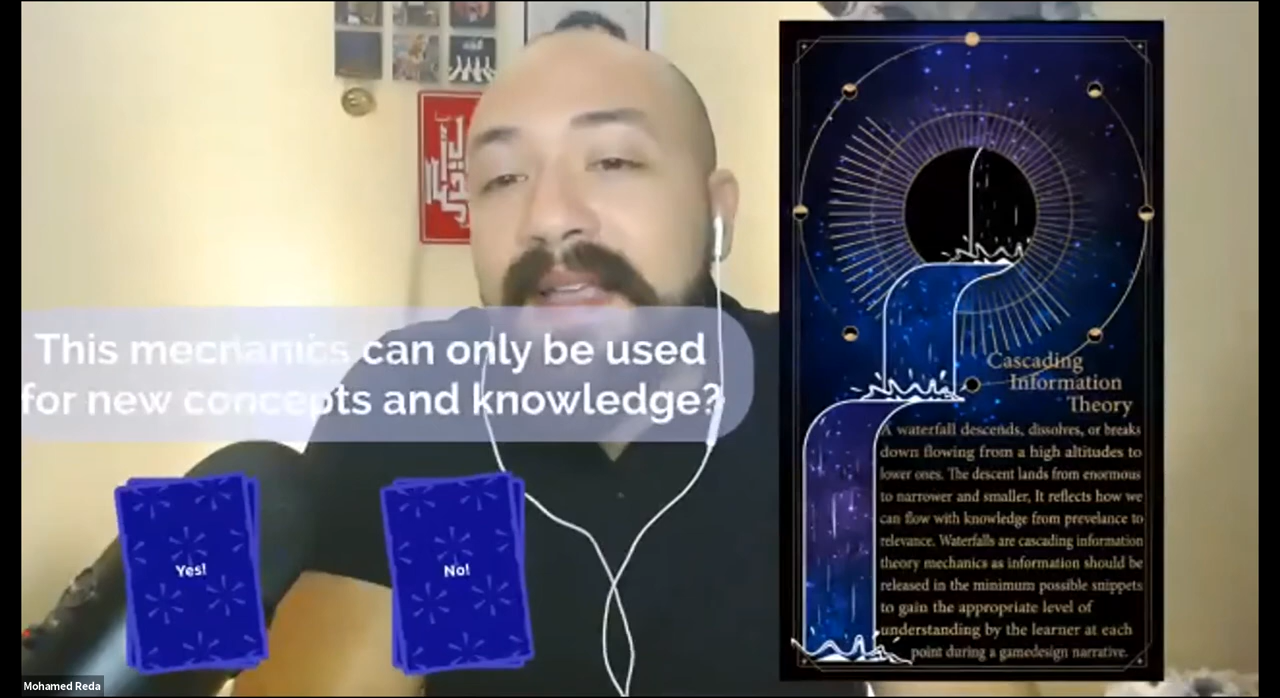 This mechanics can only be used
for new concepts and knowledge?
Yes!
No!
Cascading
Information
Theory
A waterfall descends, dissolves, or breaks
down flowing from a high altitudes to
lower ones. The descent lands from enormous
to narrower and smaller, It reflects how we
can flow with knowledge from prevelance to
relevance. Waterfalls are cascading information
theory mechanics as information should be
released in the minimum possible snippets
to gain the appropriate level of
understanding by the learner at each
point during a gamedesign narrative.
Mohamed Reda